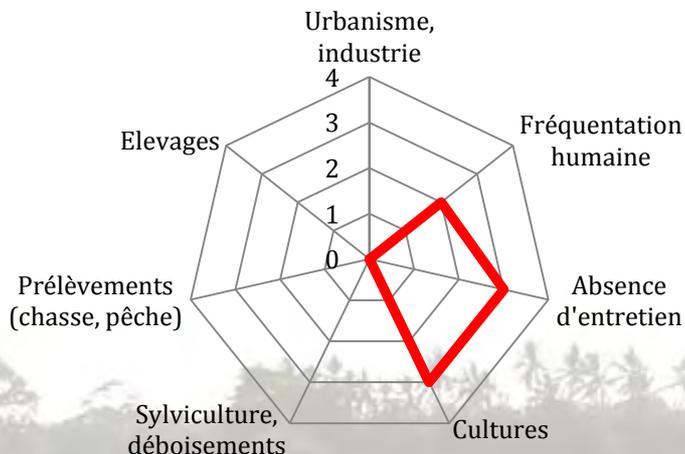 Urbanisme,
industrie
4
3
2
1
0
Fréquentation
humaine
Absence
d'entretien
Cultures
Sylviculture,
déboisements
Prélèvements
(chasse, pêche)
Elevages